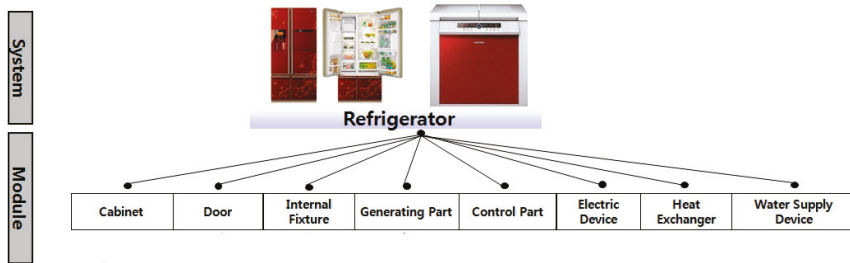 System
Refrigerator
Module
Cabinet
Door
Internal
Fixture
Generating Part
Control Part
Electric
Device
Heat
Exchanger
Water Supply
Device